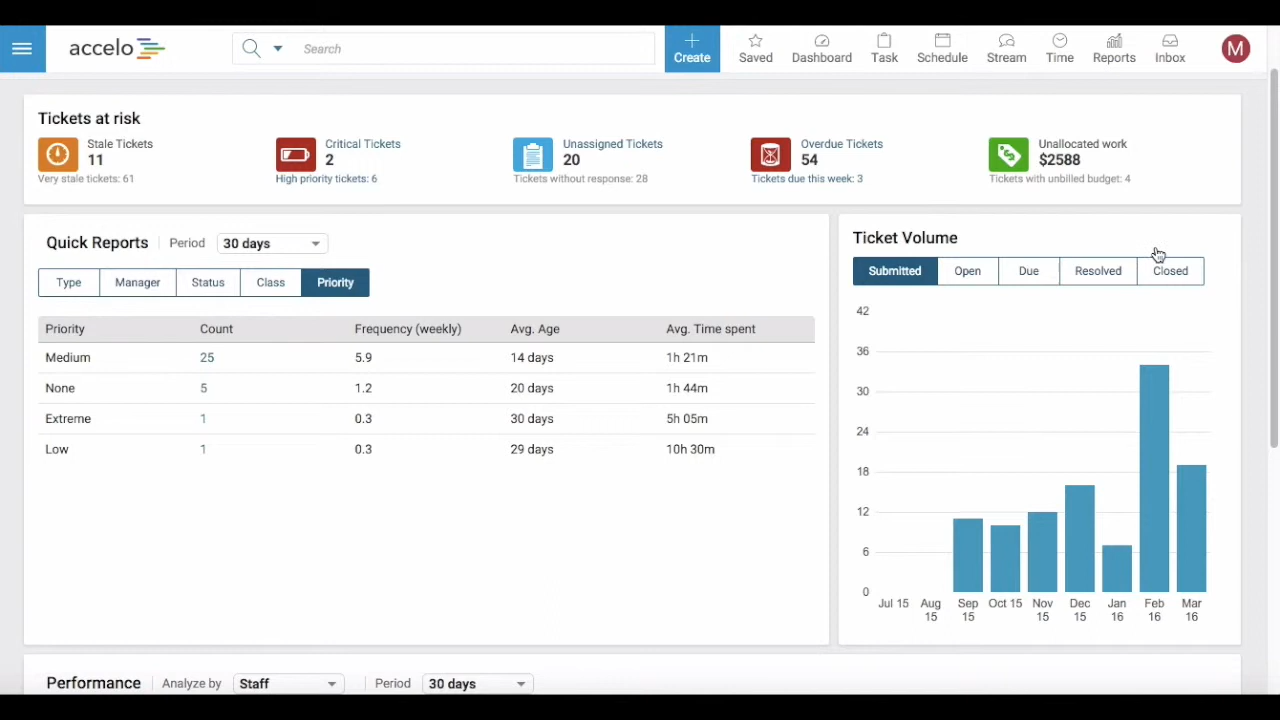 accelo
Search
Create
Saved
Dashboard
Task
Schedule
Stream
Time
Reports
Inbox
M
Tickets at risk
Stale Tickets
11
Very stale tickets: 61
Critical Tickets
2
High priority tickets: 6
Unassigned Tickets
20
Tickets without response: 28
Overdue Tickets
54
Tickets due this week: 3
Unallocated work
$2588
Tickets with unbilled budget: 4
Quick Reports
Period
30 days
Type
Manager
Status
Class
Priority
Priority Count Frequency (weekly) Avg. Age Avg. Time spent
Medium 25 5.9 14 days 1h 21m
None 5 1.2 20 days 1h 44m
Extreme 1 0.3 30 days 5h 05m
Low 1 0.3 29 days 10h 30m
Ticket Volume
Submitted
Open
Due
Resolved
Closed
42
36
30
24
18
12
6
0
Jul 15 Aug Sep Oct 15 Nov Dec Jan Feb Mar
15 15 15 15 16 16 16
Performance
Analyze by
Staff
Period
30 days